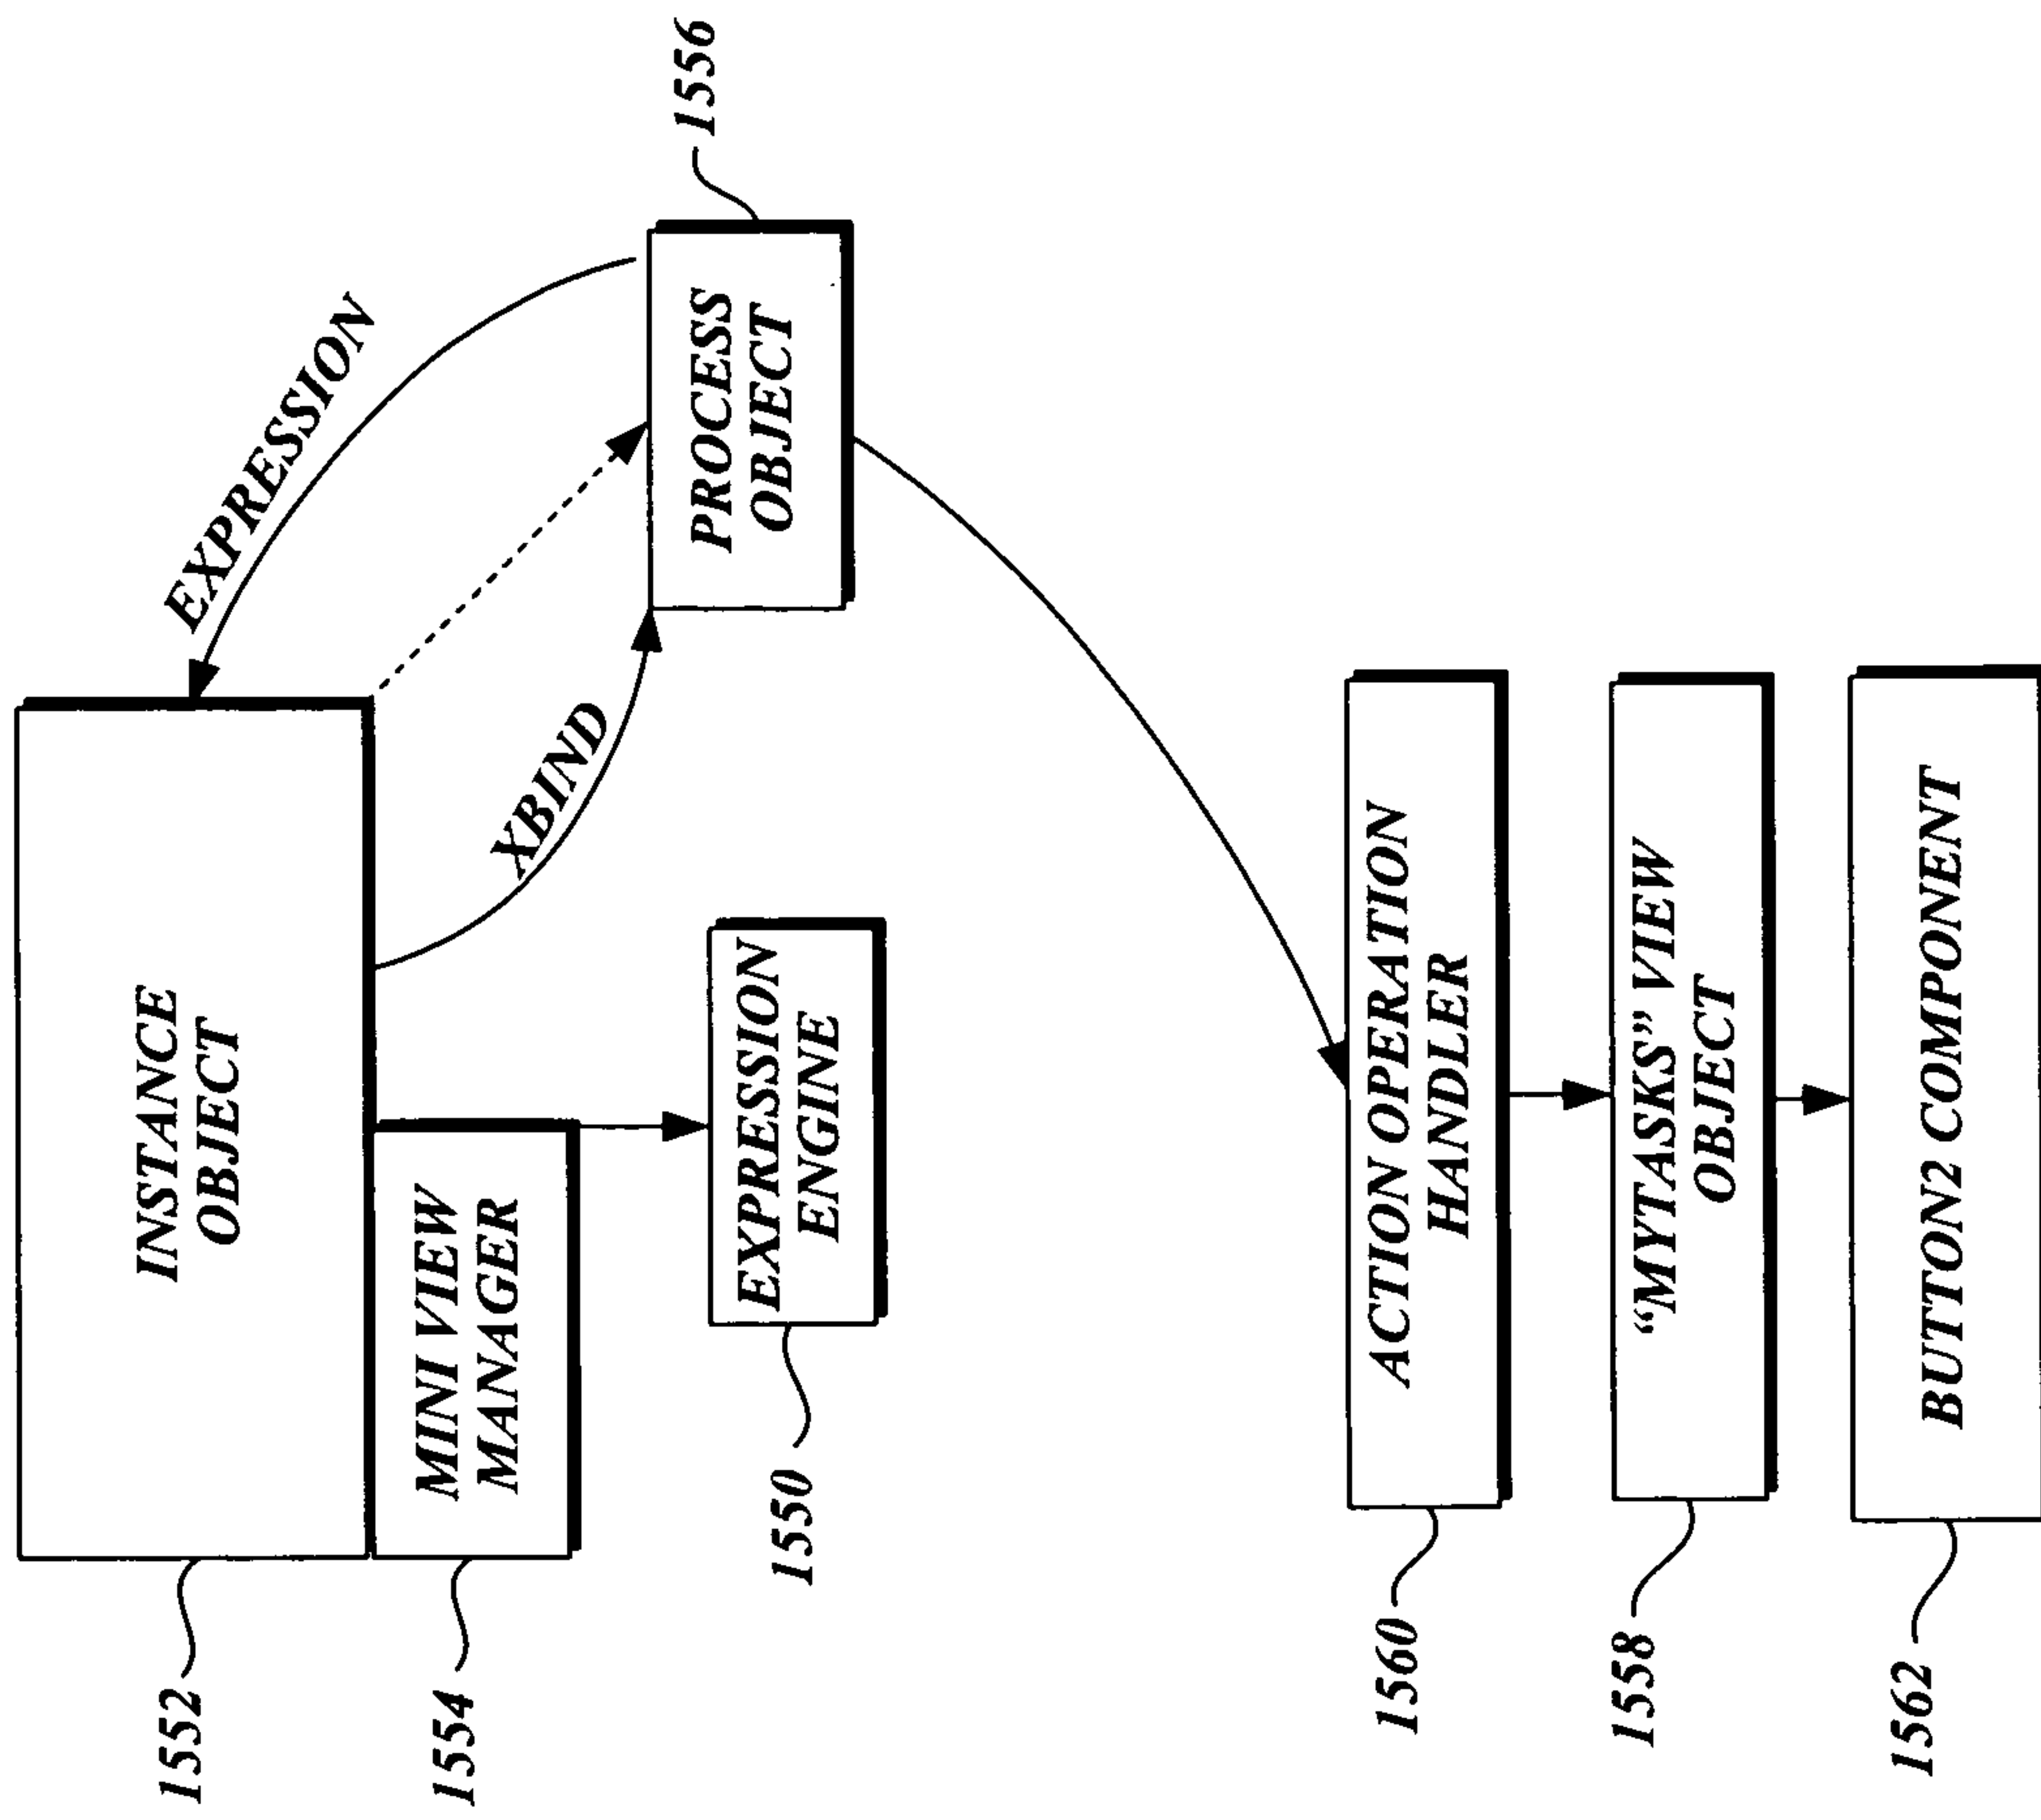 1552
INSTANCE
OBJECT
EXPRESSION
1554
MINI VIEW
MANAGER
XBIND
1556
PROCESS
OBJECT
1550
EXPRESSION
ENGINE
1560
ACTION OPERATION
HANDLER
1558
“MYTASKS” VIEW
OBJECT
1562
BUTTON2 COMPONENT